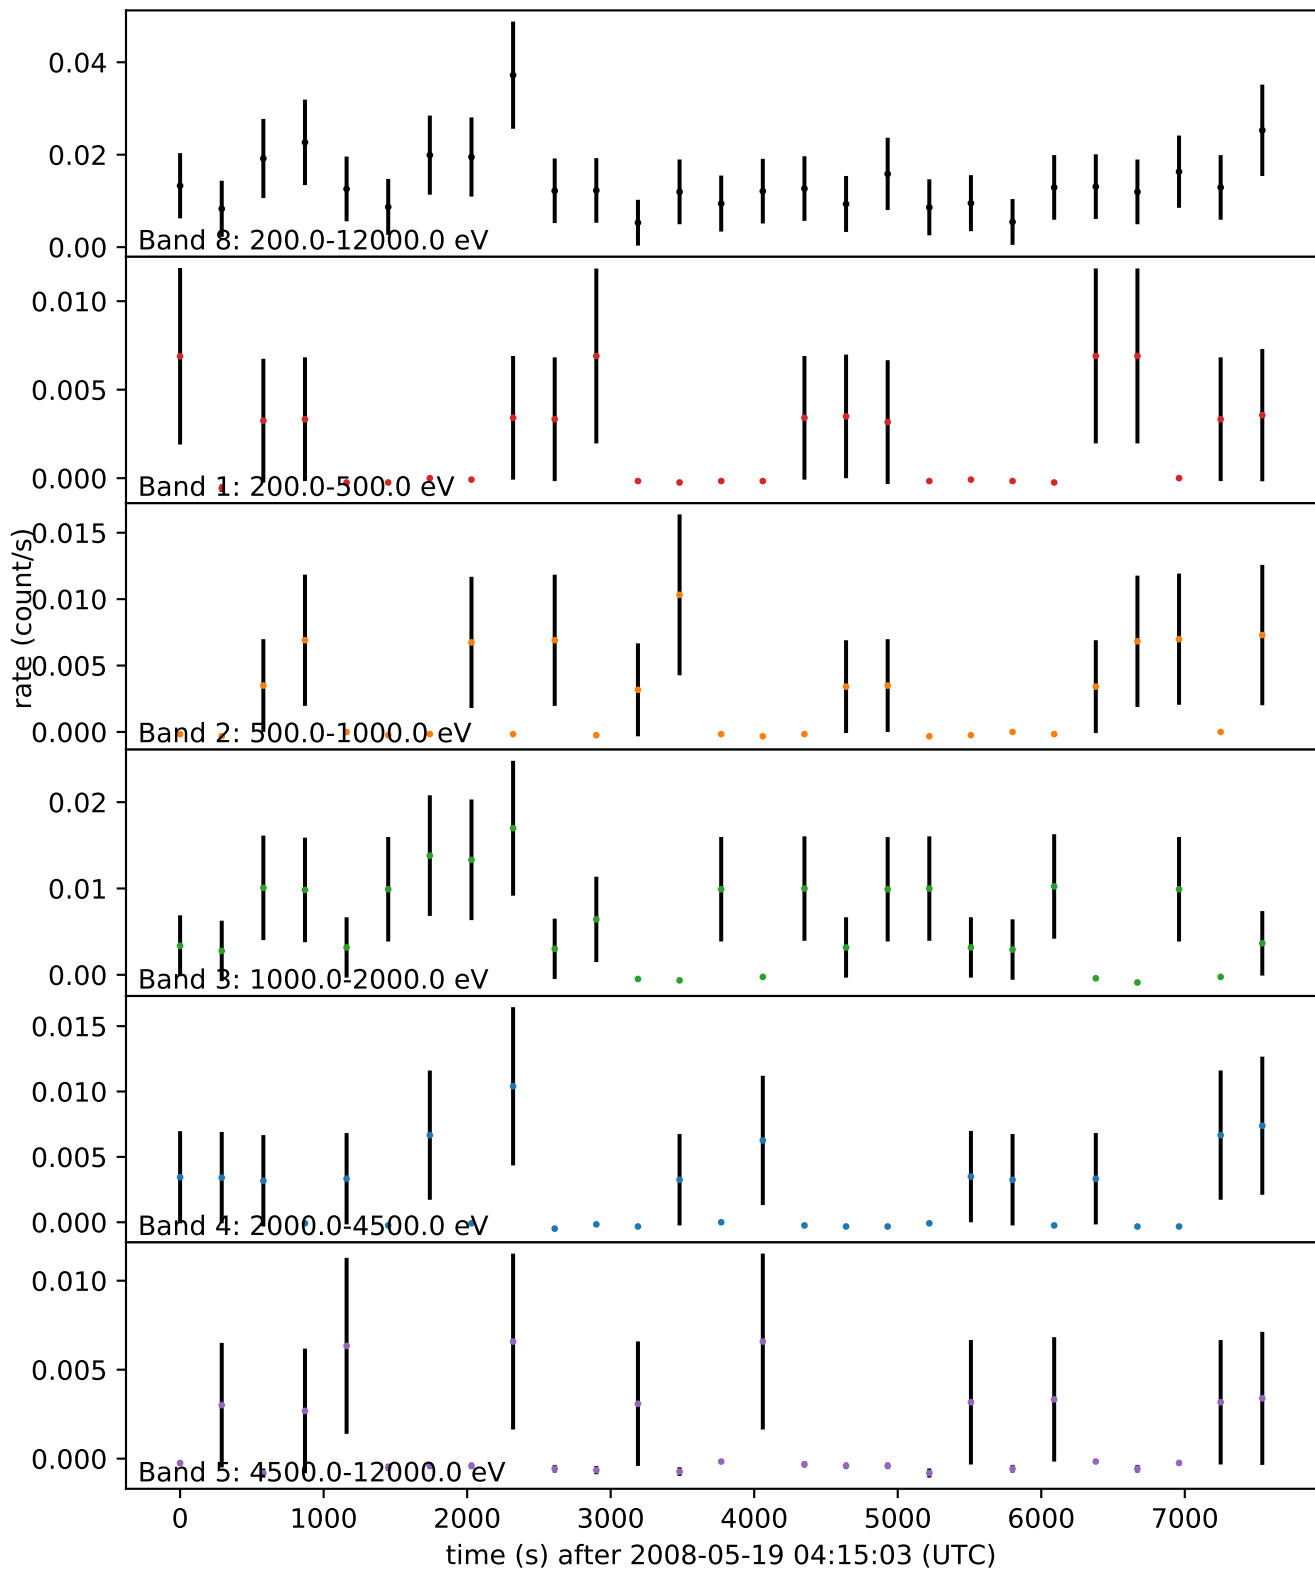 0.04
0.02
0.00
Band 8: 200.0-12000.0 eV
0.010
0.005
0.000
Band 1: 200.0-500.0 eV
rate (count/s)
0.015
0.010
0.005
0.000
Band 2: 500.0-1000.0 eV
0.02
0.01
0.00
Band 3: 1000.0-2000.0 eV
0.015
0.010
0.005
0.000
Band 4: 2000.0-4500.0 eV
0.010
0.005
0.000
Band 5: 4500.0-12000.0 eV
0 1000 2000 3000 4000 5000 6000 7000
time (s) after 2008-05-19 04:15:03 (UTC)